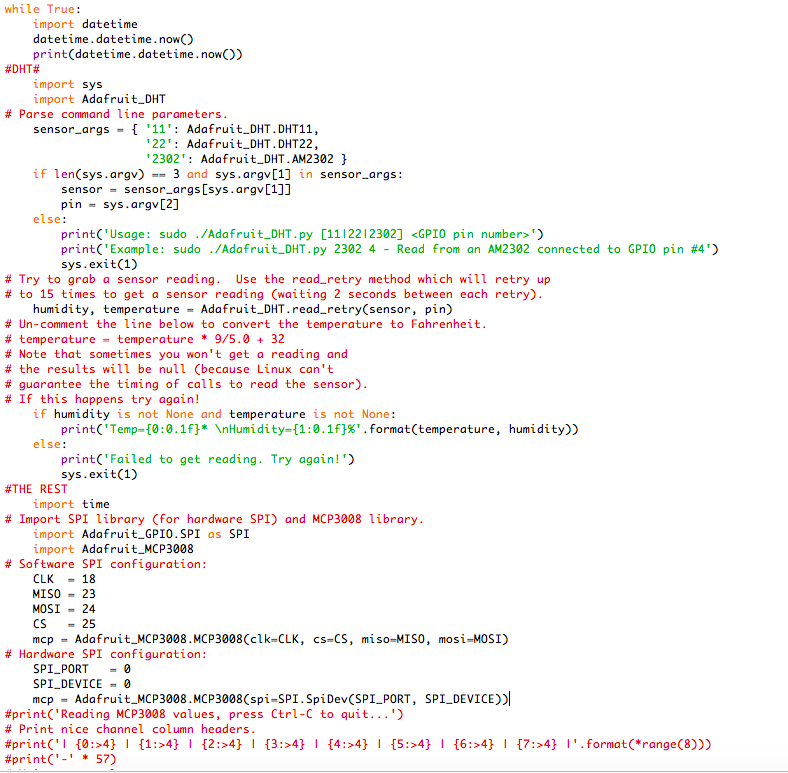 while True:
    import datetime
    datetime.datetime.now()
    print(datetime.datetime.now())
#DHT#
    import sys
    import Adafruit_DHT
# Parse command line parameters.
    sensor_args = { '11': Adafruit_DHT.DHT11,
                    '22': Adafruit_DHT.DHT22,
                    '2302': Adafruit_DHT.AM2302 }
    if len(sys.argv) == 3 and sys.argv[1] in sensor_args:
        sensor = sensor_args[sys.argv[1]]
        pin = sys.argv[2]
    else:
        print('Usage: sudo ./Adafruit_DHT.py [11|22|2302] <GPIO pin number>')
        print('Example: sudo ./Adafruit_DHT.py 2302 4 - Read from an AM2302 connected to GPIO pin #4')
        sys.exit(1)
# Try to grab a sensor reading.  Use the read_retry method which will retry up
# to 15 times to get a sensor reading (waiting 2 seconds between each retry).
    humidity, temperature = Adafruit_DHT.read_retry(sensor, pin)
# Un-comment the line below to convert the temperature to Fahrenheit.
# temperature = temperature * 9/5.0 + 32
# Note that sometimes you won't get a reading and
# the results will be null (because Linux can't
# guarantee the timing of calls to read the sensor).
# If this happens try again!
    if humidity is not None and temperature is not None:
        print('Temp={0:0.1f}* \nHumidity={1:0.1f}%'.format(temperature, humidity))
    else:
        print('Failed to get reading. Try again!')
        sys.exit(1)
#THE REST
    import time
# Import SPI library (for hardware SPI) and MCP3008 library.
    import Adafruit_GPIO.SPI as SPI
    import Adafruit_MCP3008
# Software SPI configuration:
    CLK  = 18
    MISO = 23
    MOSI = 24
    CS   = 25
    mcp = Adafruit_MCP3008.MCP3008(clk=CLK, cs=CS, miso=MISO, mosi=MOSI)
# Hardware SPI configuration:
    SPI_PORT   = 0
    SPI_DEVICE = 0
    mcp = Adafruit_MCP3008.MCP3008(spi=SPI.SpiDev(SPI_PORT, SPI_DEVICE))
#print('Reading MCP3008 values, press Ctrl-C to quit...')
# Print nice channel column headers.
#print('| {0:>4} | {1:>4} | {2:>4} | {3:>4} | {4:>4} | {5:>4} | {6:>4} | {7:>4} |'.format(*range(8)))
#print('-' * 57)